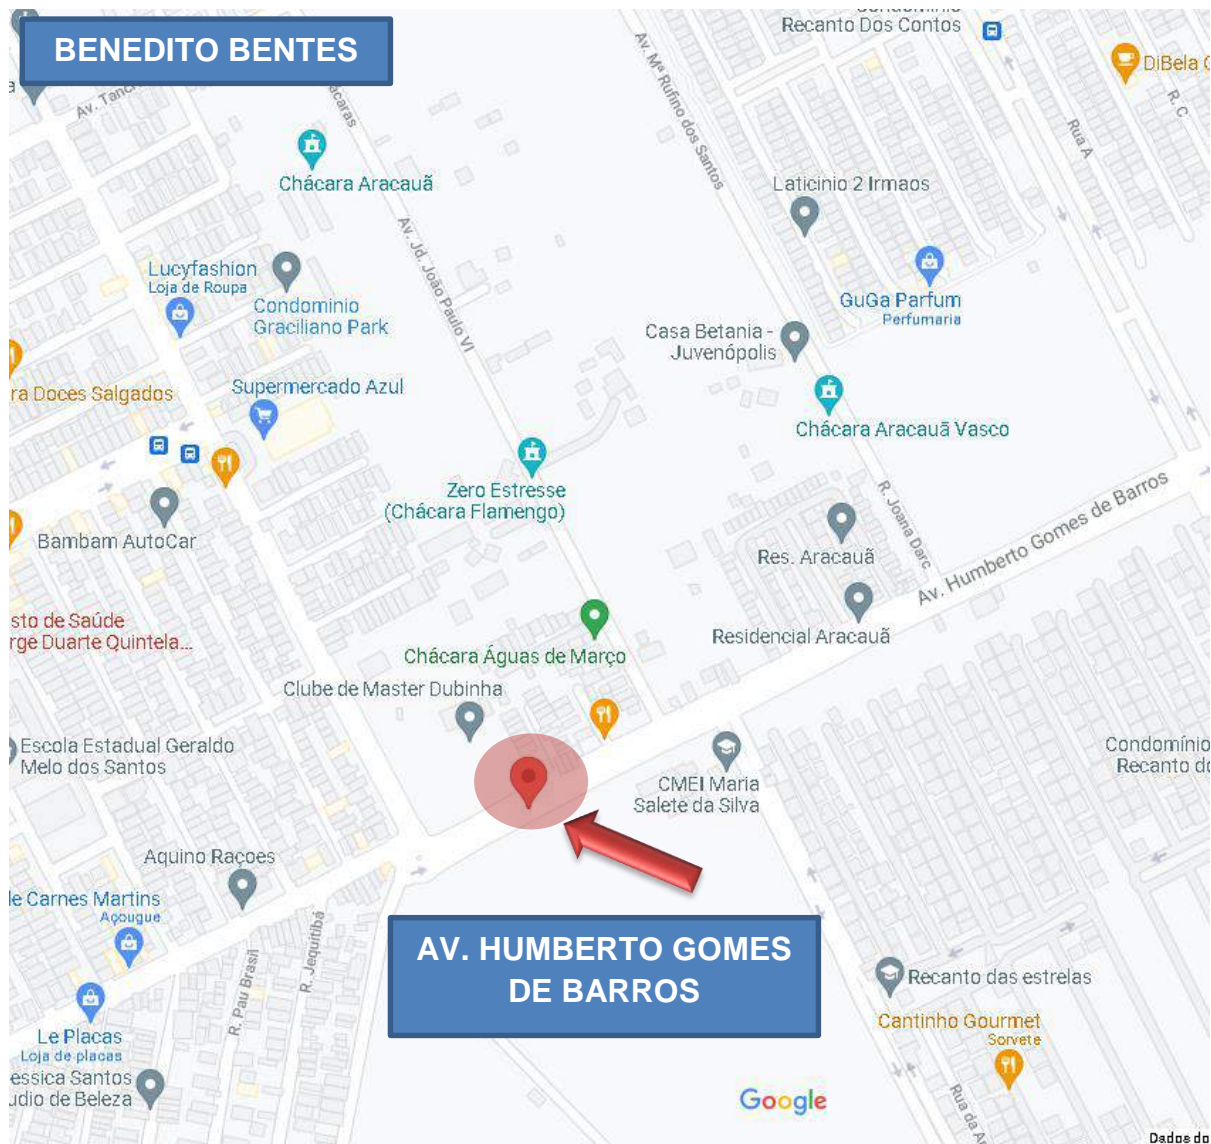 BENEDITO BENTES
Recanto Dos Contos
DiBela
R. C
Rua A
Av. Mª Rufino dos Santos
Chácara Aracauã
Laticinio 2 Irmaos
Av. Jd. João Paulo VI
Lucyfashion
Loja de Roupa
Condominio
Graciliano Park
GuGa Parfum
Perfumaria
Casa Betania -
Juvenópolis
ra Doces Salgados
Supermercado Azul
Chácara Aracauã Vasco
Zero Estresse
(Chácara Flamengo)
R. Joana Darc
Av. Humberto Gomes de Barros
Bambam AutoCar
Res. Aracauã
sto de Saúde
rge Duarte Quintela...
Residencial Aracauã
Chácara Águas de Março
Clube de Master Dubinha
Escola Estadual Geraldo
Melo dos Santos
Condomínio
Recanto do
CMEI Maria
Salete da Silva
Aquino Raçoes
le Carnes Martins
Açougue
R. Pau Brasil
R. Jequitibá
AV. HUMBERTO GOMES
DE BARROS
Recanto das estrelas
Cantinho Gourmet
Sorvete
Le Placas
Loja de placas
essica Santos
udio de Beleza
Google
Rua da
Dados do